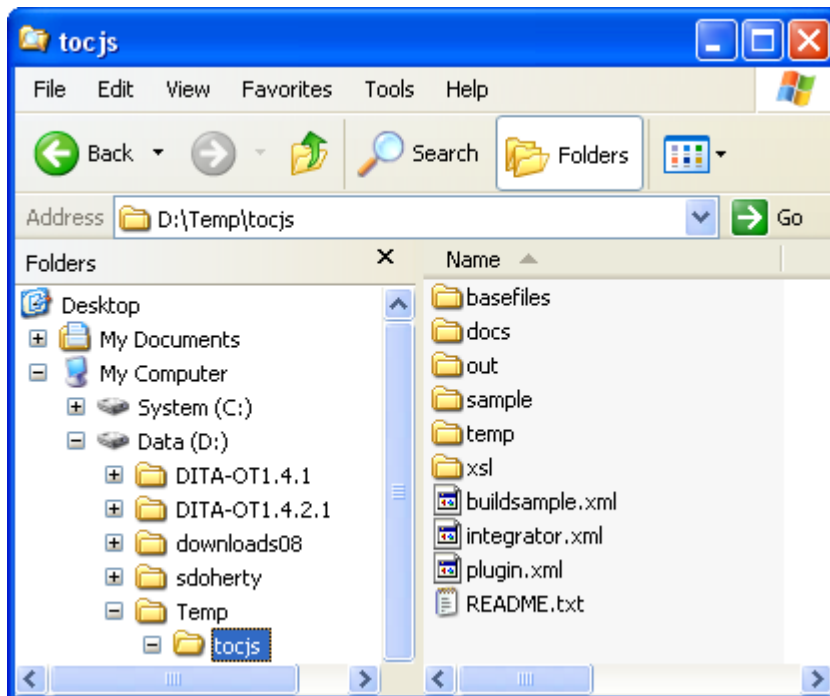 tocjs
File Edit View Favorites Tools Help
Back Search Folders
Address D:\Temp\tocjs Go
Folders
Name
Desktop
My Documents
My Computer
System (C:)
Data (D:)
DITA-OT1.4.1
DITA-OT1.4.2.1
downloads08
sdoherty
Temp
tocjs
basefiles
docs
out
sample
temp
xsl
buildsample.xml
integrator.xml
plugin.xml
README.txt